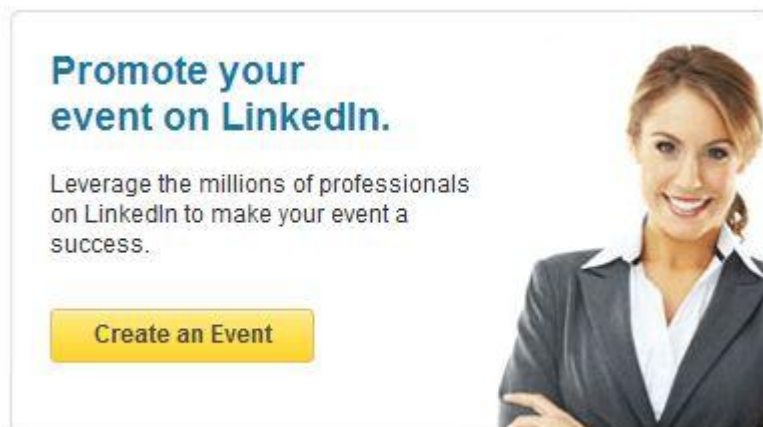 Promote your
event on LinkedIn.
Leverage the millions of professionals
on LinkedIn to make your event a
success.
Create an Event